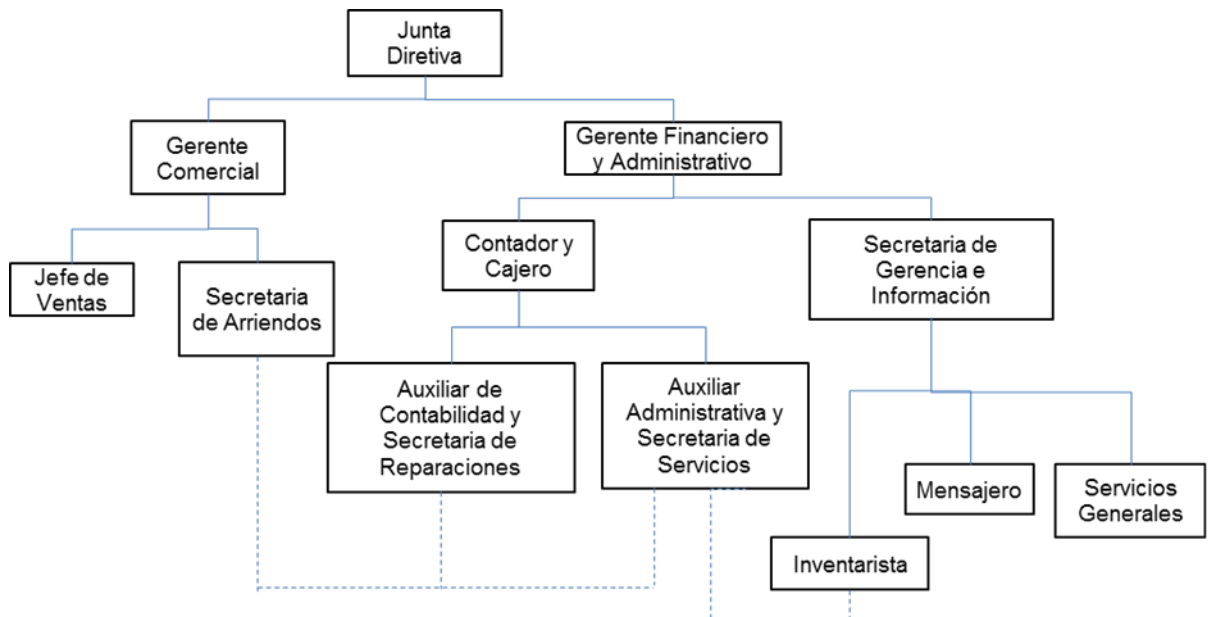 Junta
Diretiva
Gerente
Comercial
Gerente Financiero
y Administrativo
Jefe de
Ventas
Secretaria
de Arriendos
Contador y
Cajero
Secretaria de
Gerencia e
Información
Auxiliar de
Contabilidad y
Secretaria de
Reparaciones
Auxiliar
Administrativa y
Secretaria de
Servicios
Inventarista
Mensajero
Servicios
Generales